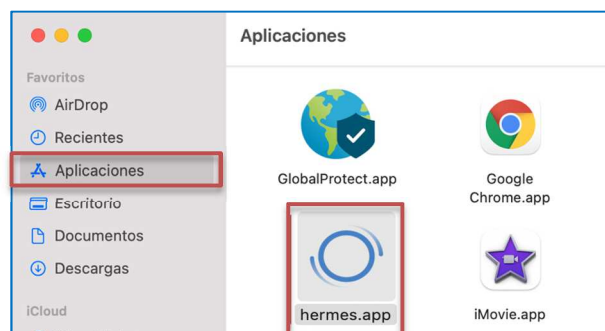 Aplicaciones
Favoritos
AirDrop
Recientes
Aplicaciones
Escritorio
Documentos
Descargas
iCloud
GlobalProtect.app
Google
Chrome.app
hermes.app
iMovie.app